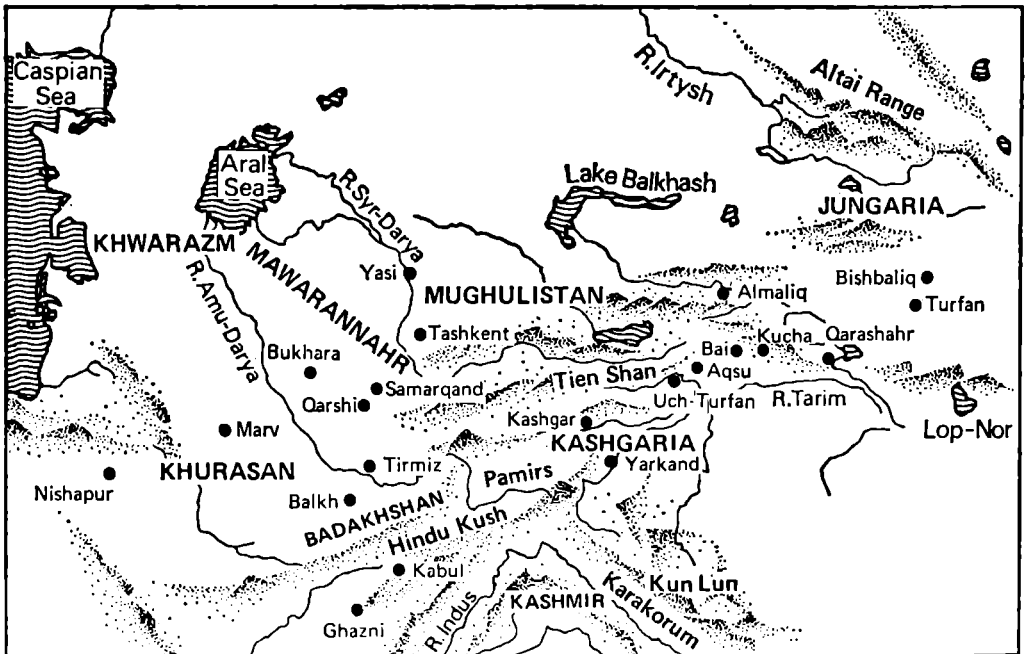 Caspian
Sea
R.Irtysh
Altai Range
Aral
Sea
R.Syr-Darya
Lake Balkhash
JUNGARIA
KHWARAZM
MAWARANNAHR
Yasi
R.Amu-Darya
MUGHULISTAN
Almaliq
Bishbaliq
Turfan
Tashkent
Bukhara
Bai
Kucha
Qarashahr
Samarqand
Tien Shan
Aqsu
Qarshi
Uch-Turfan
R.Tarim
Kashgar
Marv
KASHGARIA
Lop-Nor
KHURASAN
Tirmiz
Pamirs
Yarkand
Nishapur
Balkh
BADAKHSHAN
Hindu Kush
Kabul
Kun Lun
KASHMIR
Karakorum
Ghazni
R.Indus